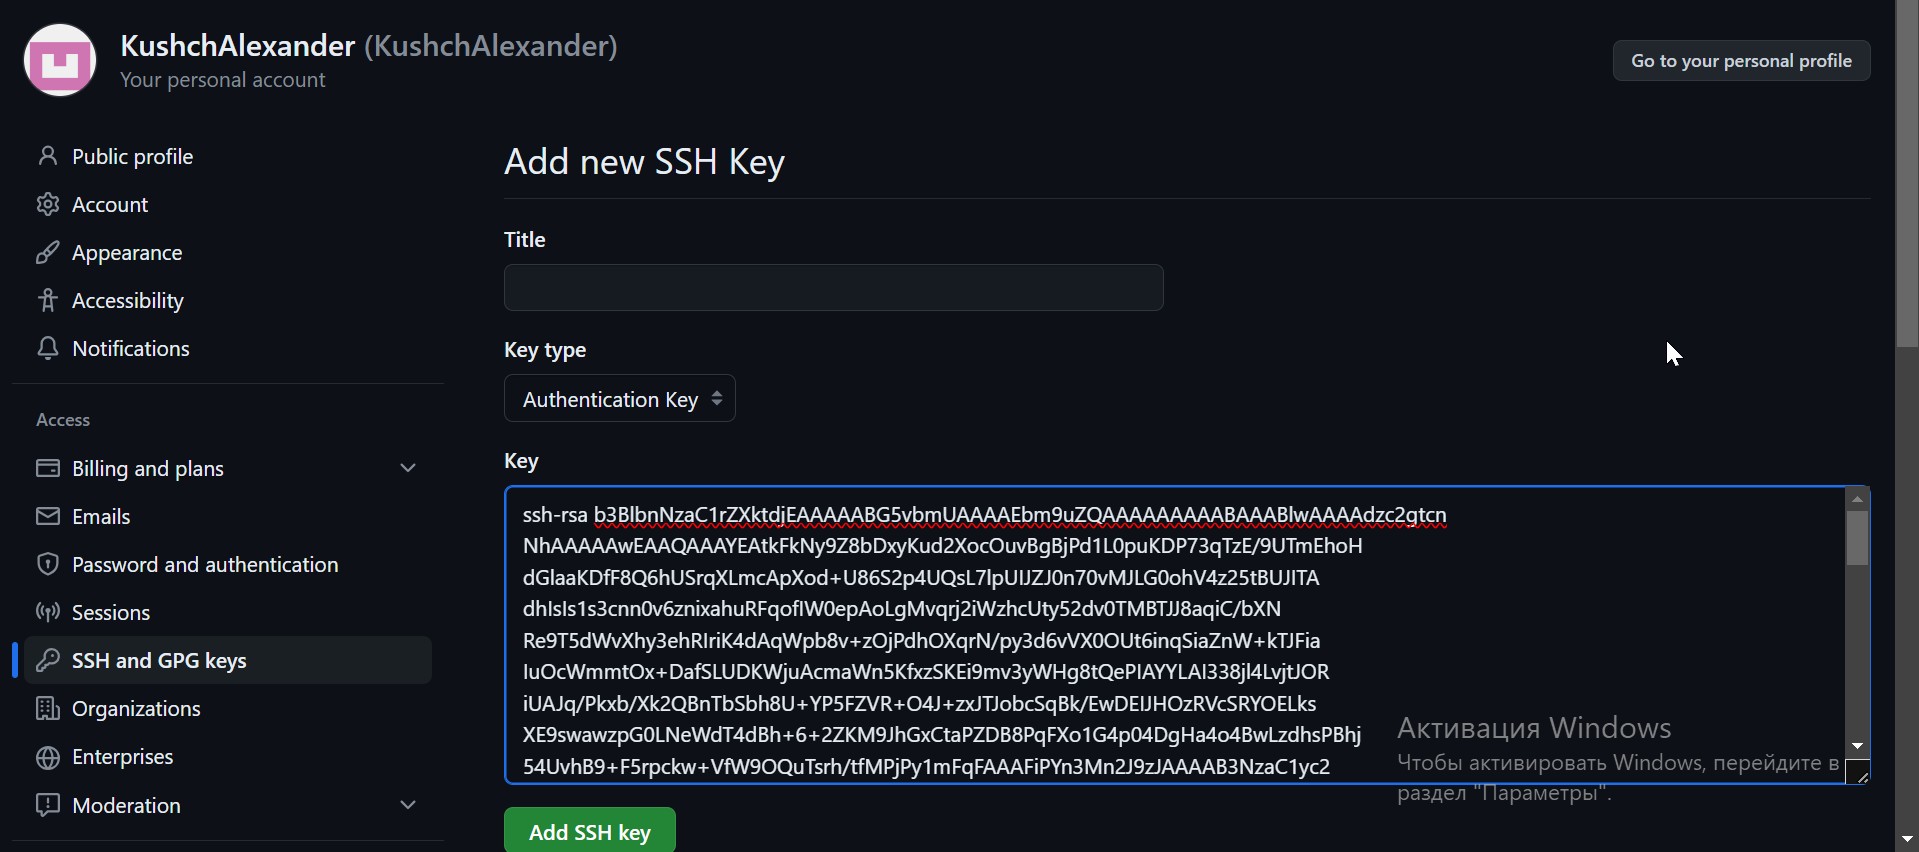 KushchAlexander (KushchAlexander)
Your personal account
Go to your personal profile
Public profile
Account
Appearance
Accessibility
Notifications
Access
Billing and plans
Emails
Password and authentication
Sessions
SSH and GPG keys
Organizations
Enterprises
Moderation
Add new SSH Key
Title
Key type
Authentication Key
Key
ssh-rsa b3BlbnNzaC1rZXktdjEAAAAABG5vbmUAAAAEbm9uZQAAAAAAAAABAAABlwAAAAdzc2gtcn
NhAAAAAwEAAQAAAYEAtkFkNy9Z8bDxyKud2XocOuvBgBjPd1L0puKDP73qTzE/9UTmEhoH
dGlaaKDfF8Q6hUSrqXLmcApXod+U86S2p4UQsL7lpUIJZJ0n70vMJLG0ohV4z25tBUJITA
dhlsIs1s3cnn0v6znixahuRFqofIW0epAoLgMvqrj2iWzhcUty52dv0TMBTJJ8aqiC/bXN
Re9T5dWvXhy3ehRIriK4dAqWpb8v+zOjPdhOXqrN/py3d6vVX0OUt6inqSiaZnW+kTJFia
IuOcWmmtOx+DafSLUDKWjuAcmaWn5KfxzSKEi9mv3yWHg8tQePIAYYLAI338jl4LvjtJOR
iUAJq/Pkxb/Xk2QBnTbSbh8U+YP5FZVR+O4J+zxJTJobcSqBk/EwDEIJHOzRVcSRYOELks
XE9swawzpG0LNeWdT4dBh+6+2ZKM9JhGxCtaPZDB8PqFXo1G4p04DgHa4o4BwLzdhsPBhj
54UvhB9+F5rpckw+VfW9OQuTsrh/tfMPjPy1mFqFAAAFiPYn3Mn2J9zJAAAAB3NzaC1yc2
Add SSH key
Активация Windows
Чтобы активировать Windows, перейдите в
раздел "Параметры".